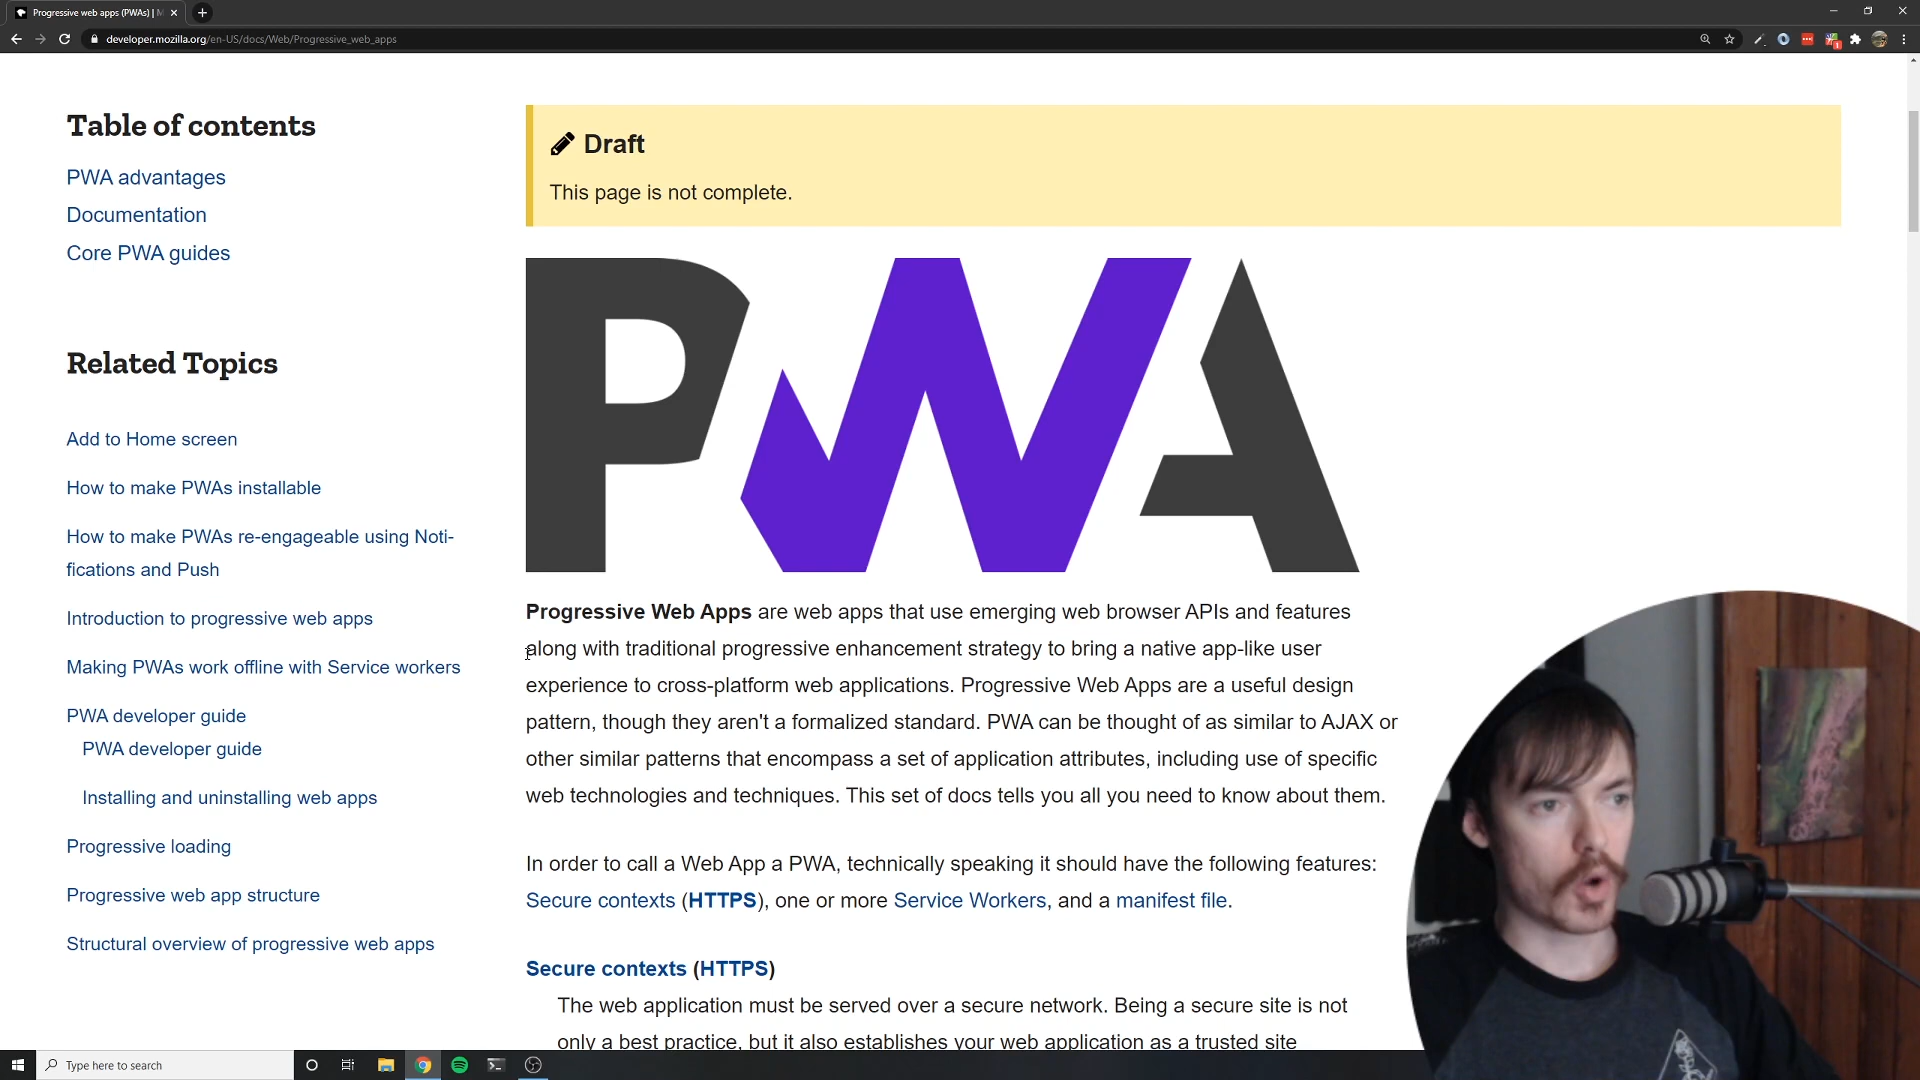 Progressive web apps (PWAs) | M
developer.mozilla.org/en-US/docs/Web/Progressive_web_apps
Table of contents
PWA advantages
Documentation
Core PWA guides
Related Topics
Add to Home screen
How to make PWAs installable
How to make PWAs re-engageable using Noti-
fications and Push
Introduction to progressive web apps
Making PWAs work offline with Service workers
PWA developer guide
PWA developer guide
Installing and uninstalling web apps
Progressive loading
Progressive web app structure
Structural overview of progressive web apps
Draft
This page is not complete.
PWA
Progressive Web Apps are web apps that use emerging web browser APIs and features
along with traditional progressive enhancement strategy to bring a native app-like user
experience to cross-platform web applications. Progressive Web Apps are a useful design
pattern, though they aren't a formalized standard. PWA can be thought of as similar to AJAX or
other similar patterns that encompass a set of application attributes, including use of specific
web technologies and techniques. This set of docs tells you all you need to know about them.
In order to call a Web App a PWA, technically speaking it should have the following features:
Secure contexts (HTTPS), one or more Service Workers, and a manifest file.
Secure contexts (HTTPS)
The web application must be served over a secure network. Being a secure site is not
only a best practice, but it also establishes your web application as a trusted site
Type here to search